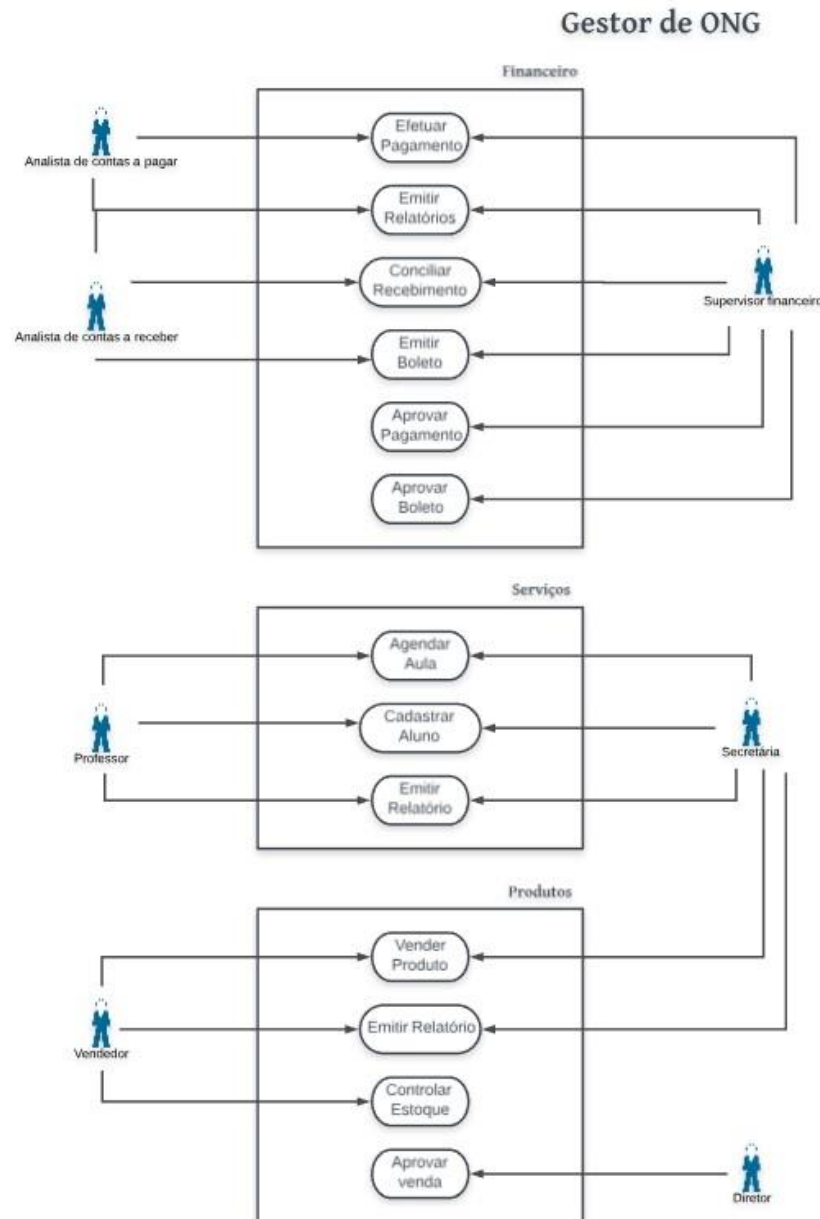 Gestor de ONG
Financeiro
Efetuar
Pagamento
Analista de contas a pagar
Emitir
Relatórios
Conciliar
Recebimento
Supervisor financeiro
Analista de contas a receber
Emitir
Boleto
Aprovar
Pagamento
Aprovar
Boleto
Serviços
Agendar
Aula
Cadastrar
Aluno
Professor
Secretária
Emitir
Relatório
Produtos
Vender
Produto
Emitir Relatório
Vendedor
Controlar
Estoque
Aprovar
venda
Diretor